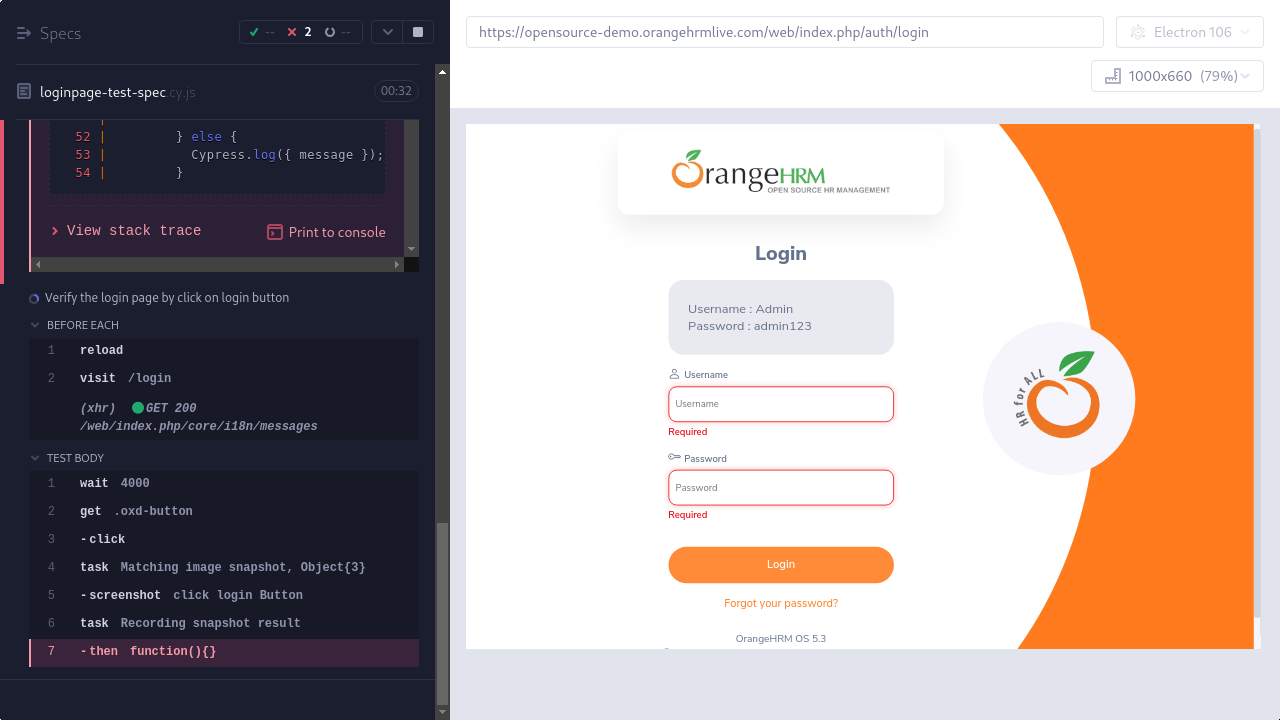 Specs
--
2
--
loginpage-test-spec.cy.js
00:32
52 | } else {
53 | Cypress.log({ message });
54 | }
View stack trace
Print to console
Verify the login page by click on login button
BEFORE EACH
1 reload
2 visit /login
(xhr) GET 200
/web/index.php/core/i18n/messages
TEST BODY
1 wait 4000
2 get .oxd-button
3 -click
4 task Matching image snapshot, Object{3}
5 -screenshot click login Button
6 task Recording snapshot result
7 -then function(){}
https://opensource-demo.orangehrmlive.com/web/index.php/auth/login
Electron 106
1000x660 (79%)
OrangeHRM
OPEN SOURCE HR MANAGEMENT
Login
Username : Admin
Password : admin123
Username
Username
Required
Password
Password
Required
Login
Forgot your password?
OrangeHRM OS 5.3
HR for ALL